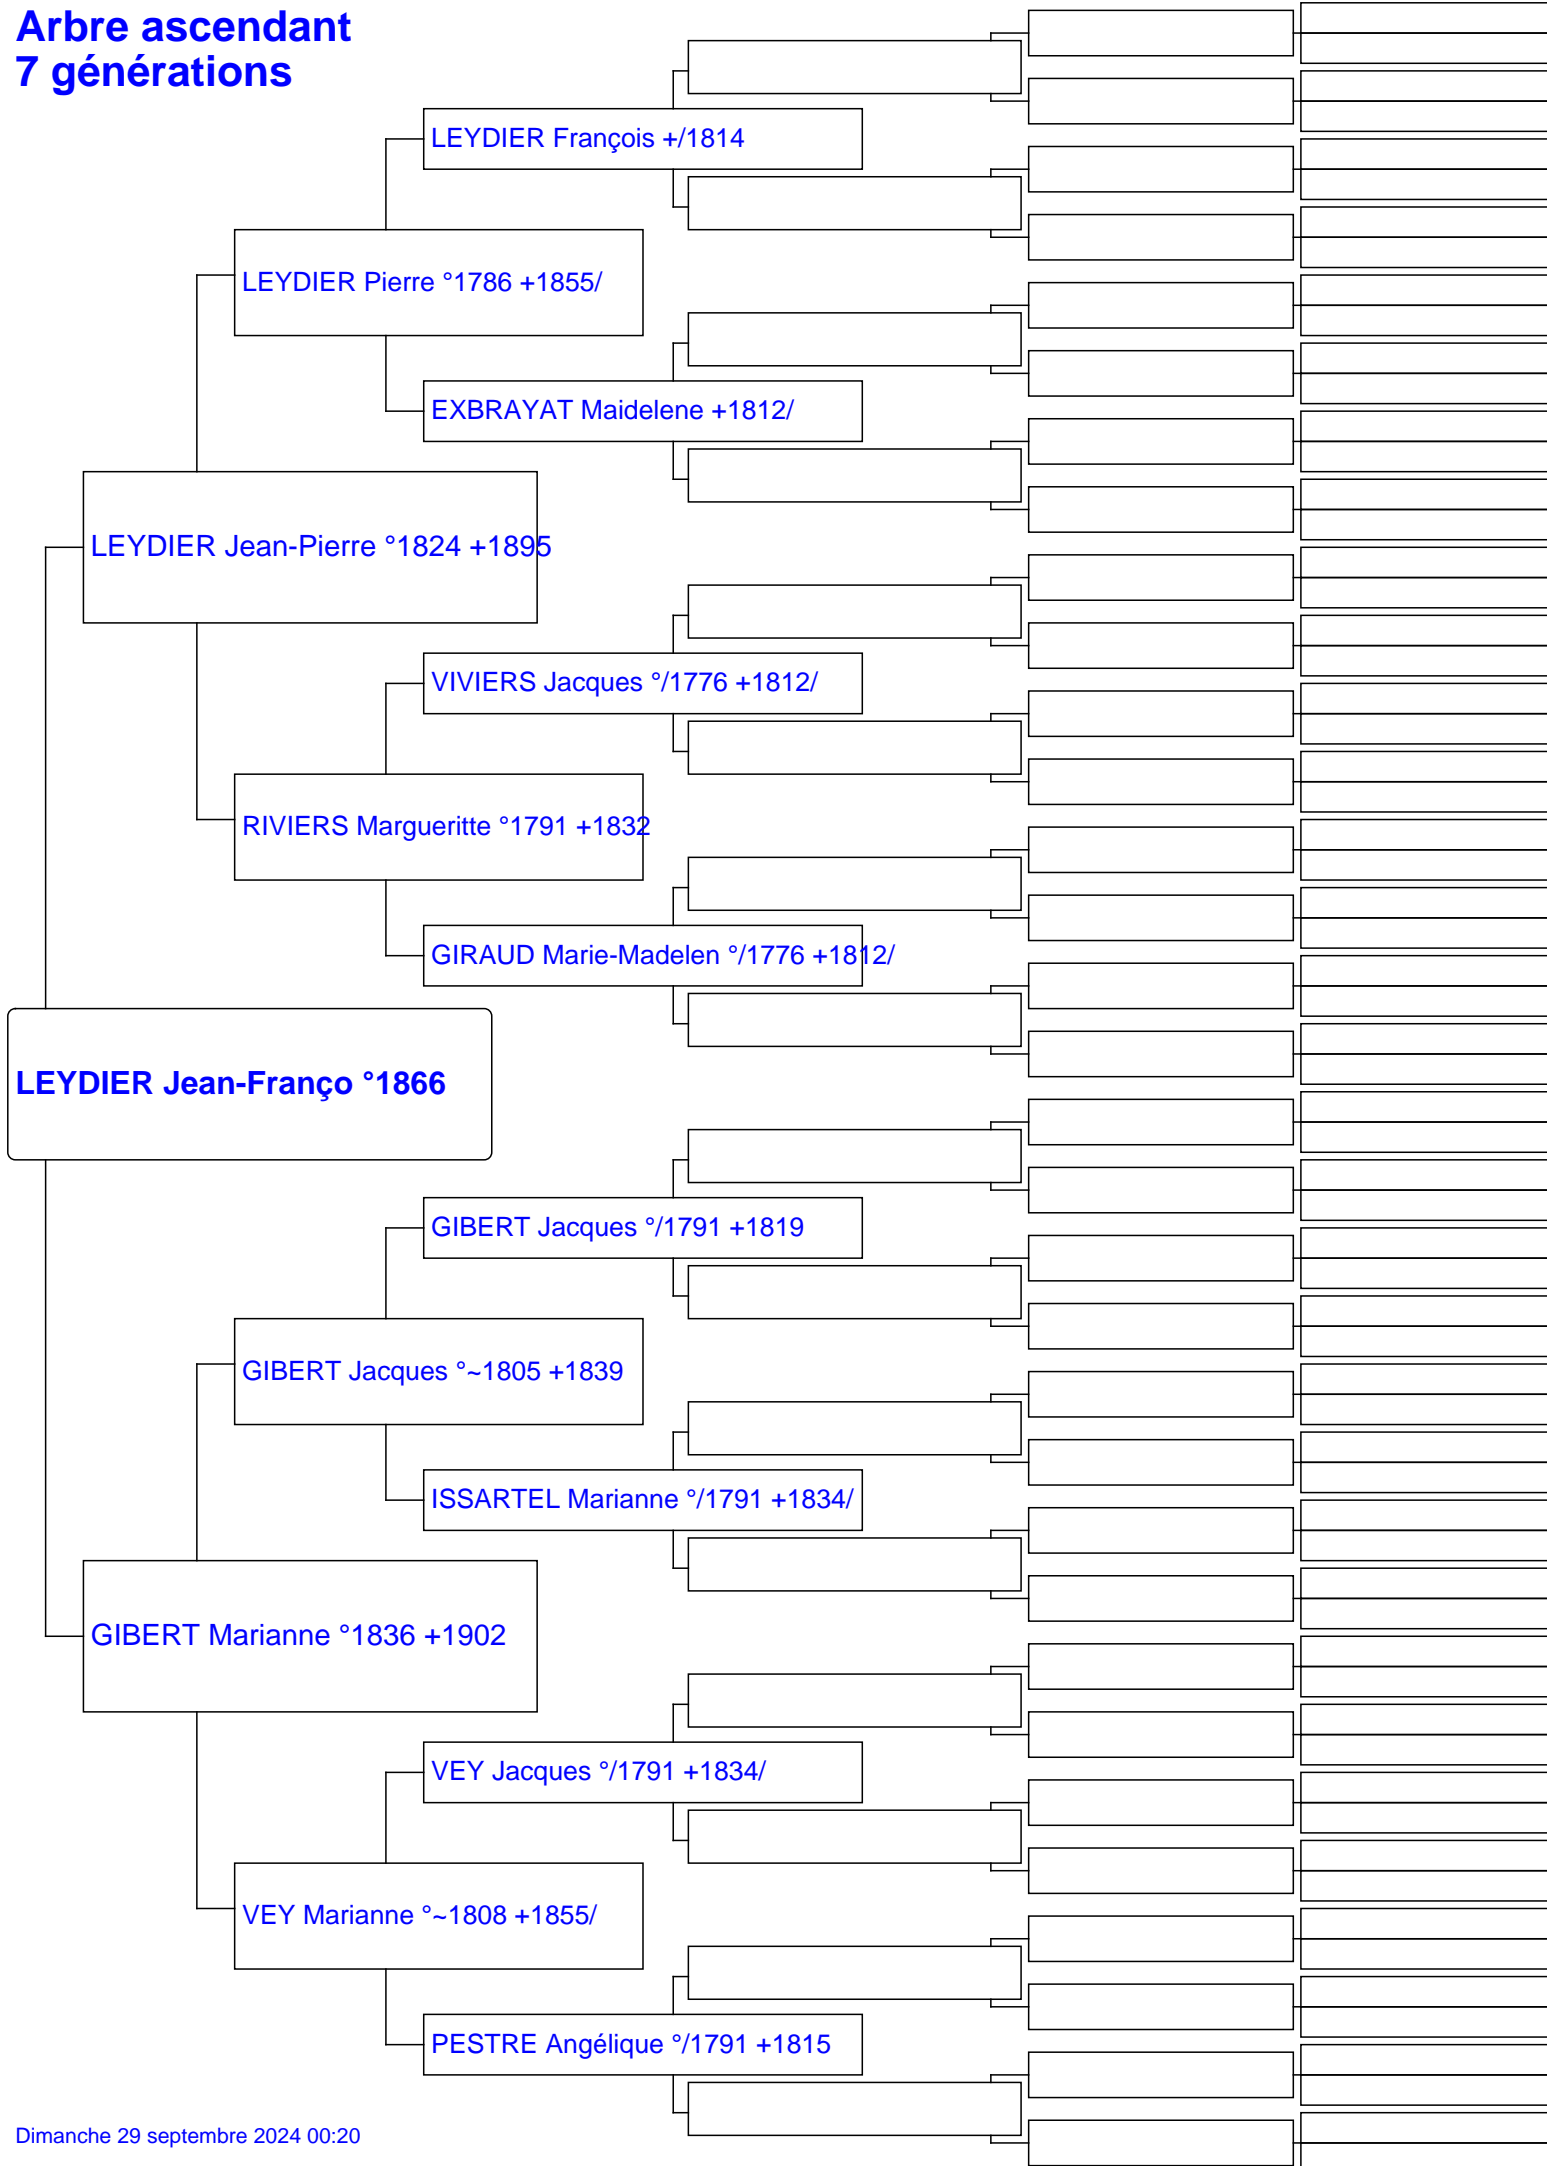 Arbre ascendant
7 générations
LEYDIER François +/1814
LEYDIER Pierre °1786 +1855/
EXBRAYAT Maidelene +1812/
LEYDIER Jean-Pierre °1824 +1895
VIVIERS Jacques °/1776 +1812/
RIVIERS Margueritte °1791 +1832
GIRAUD Marie-Madelen °/1776 +1812/
LEYDIER Jean-Franço °1866
GIBERT Jacques °/1791 +1819
GIBERT Jacques °~1805 +1839
ISSARTEL Marianne °/1791 +1834/
GIBERT Marianne °1836 +1902
VEY Jacques °/1791 +1834/
VEY Marianne °~1808 +1855/
PESTRE Angélique °/1791 +1815
Dimanche 29 septembre 2024 00:20